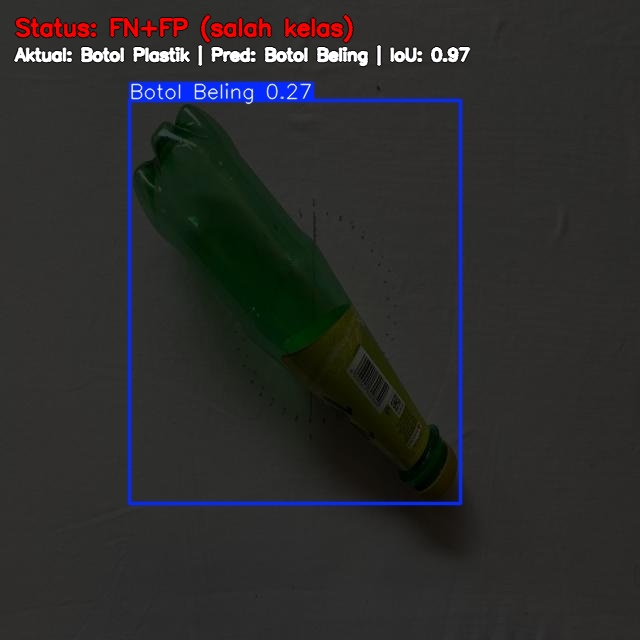 Status: FN+FP (salah kelas)
Aktual: Botol Plastik | Pred: Botol Beling | IoU: 0.97
Botol Beling 0.27